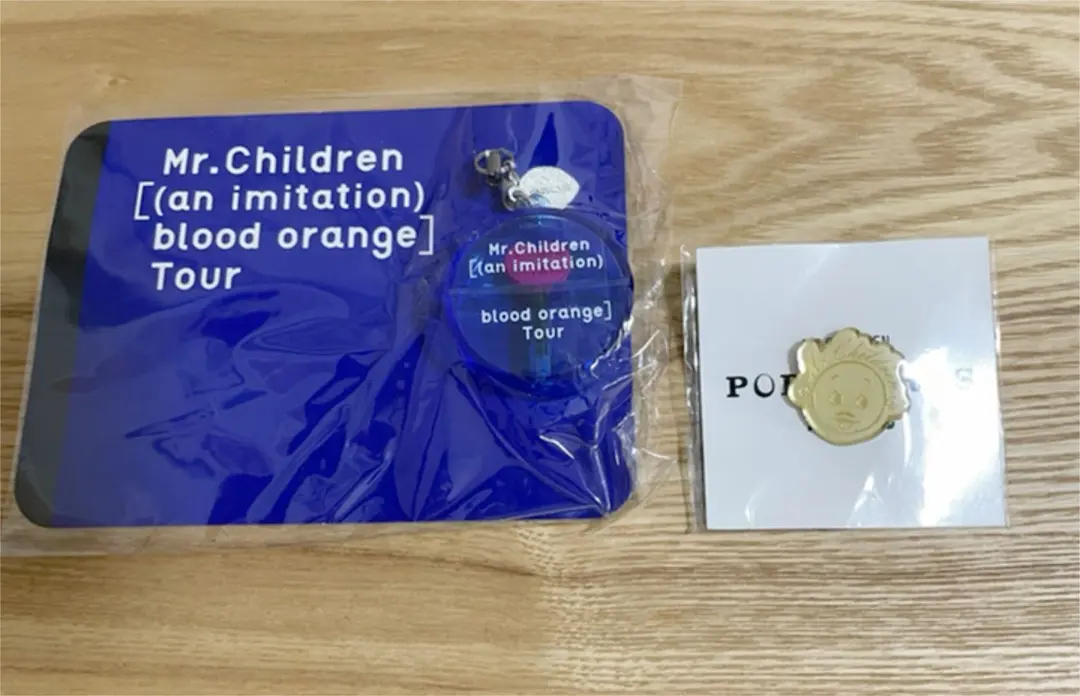 Mr.Children
[(an imitation)
blood orange]
Tour
Mr.Children
[(an imitation)
blood orange]
Tour